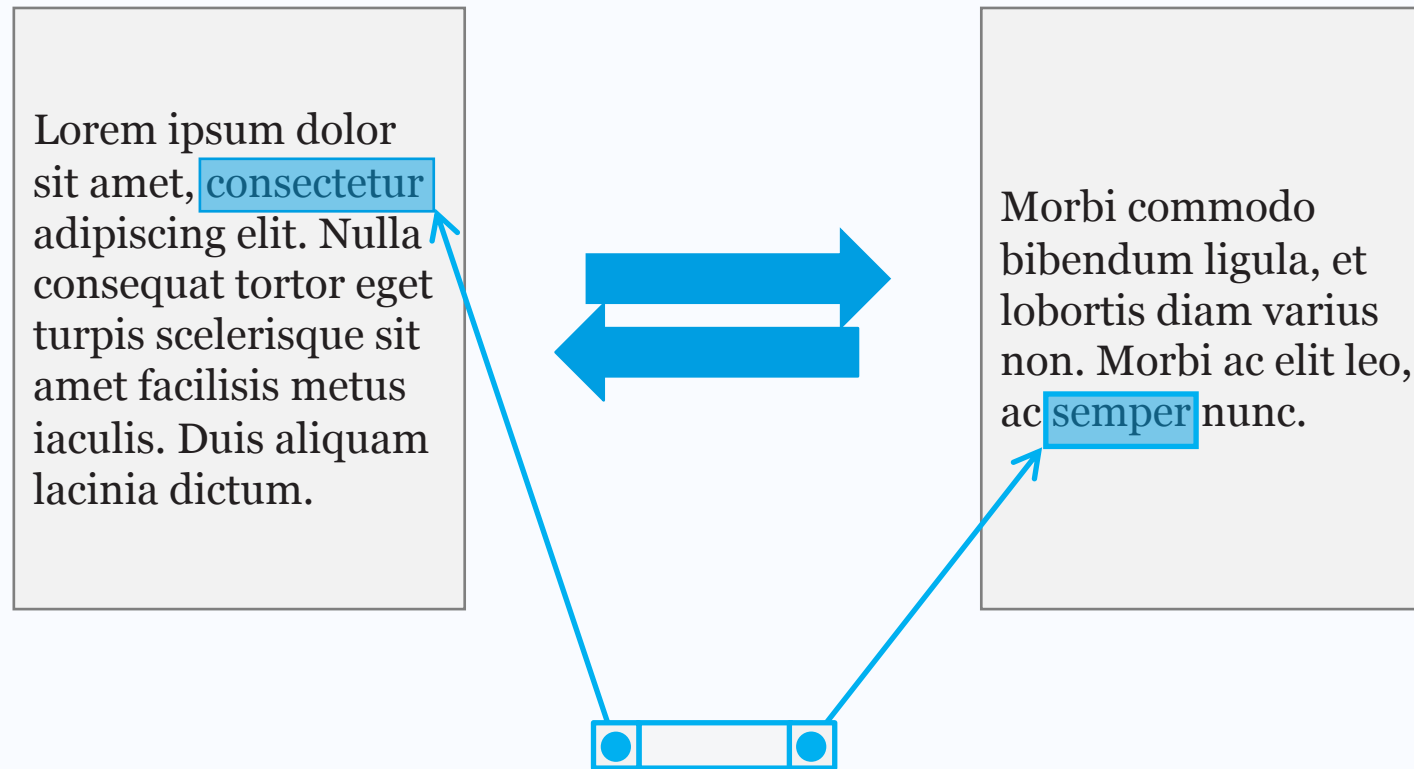 Lorem ipsum dolor
sit amet, consectetur
adipiscing elit. Nulla
consequat tortor eget
turpis scelerisque sit
amet facilisis metus
iaculis. Duis aliquam
lacinia dictum.
Morbi commodo
bibendum ligula, et
lobortis diam varius
non. Morbi ac elit leo,
ac semper nunc.